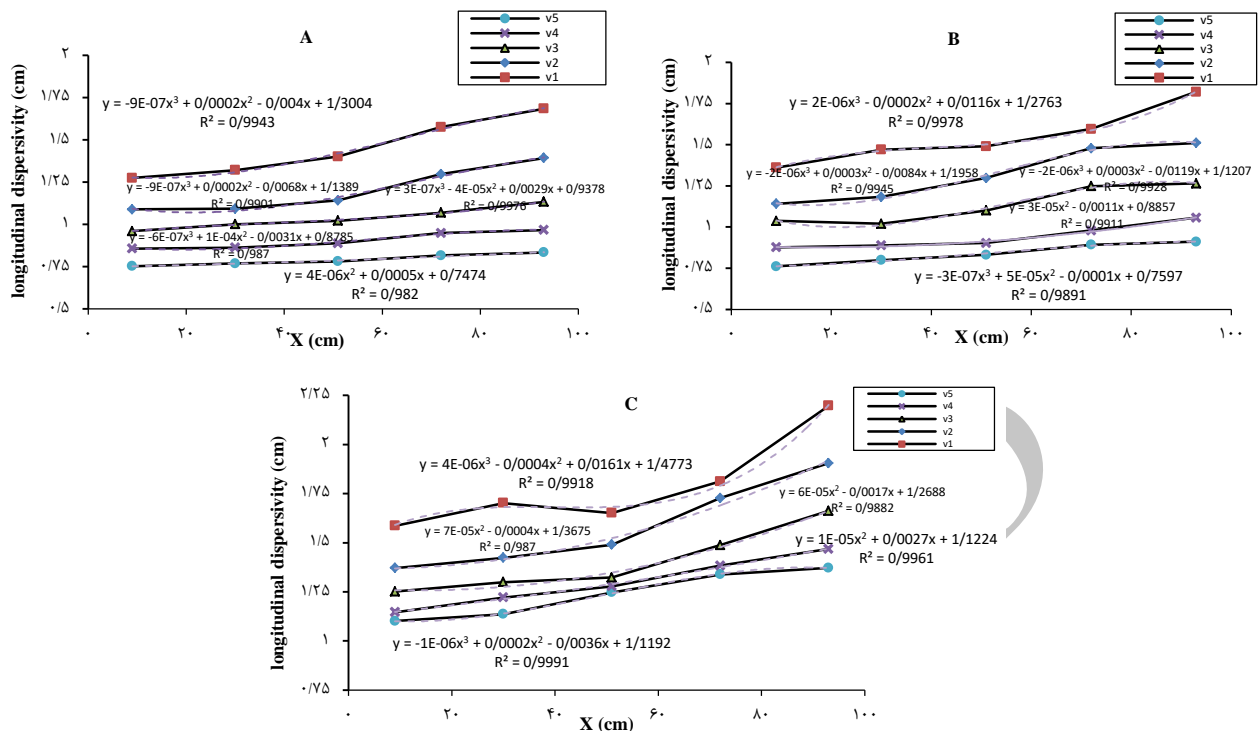 A
v5
v4
v3
v2
v1
longitudinal dispersivity (cm)
۲
۱/۷۵
۱/۵
۱/۲۵
۱
۰/۷۵
۰/۵
y = -9E-07x³ + 0/0002x² - 0/004x + 1/3004
R² = 0/9943
y = -9E-07x³ + 0/0002x² - 0/0068x + 1/1389
R² = 0/9901
y = 3E-07x³ - 4E-05x² + 0/0029x + 0/9378
R² = 0/9976
y = -6E-07x³ + 1E-04x² - 0/0031x + 0/8785
R² = 0/987
y = 4E-06x² + 0/0005x + 0/7474
R² = 0/982
۰
۲۰
۴۰
۶۰
۸۰
۱۰۰
X (cm)
B
v5
v4
v3
v2
v1
longitudinal dispersivity (cm)
۲
۱/۷۵
۱/۵
۱/۲۵
۱
۰/۷۵
۰/۵
y = 2E-06x³ - 0/0002x² + 0/0116x + 1/2763
R² = 0/9978
y = -2E-06x³ + 0/0003x² - 0/0084x + 1/1958
R² = 0/9945
y = -2E-06x³ + 0/0003x² - 0/0119x + 1/1207
R² = 0/9928
y = 3E-05x² - 0/0011x + 0/8857
R² = 0/9911
y = -3E-07x³ + 5E-05x² - 0/0001x + 0/7597
R² = 0/9891
۰
۲۰
۴۰
۶۰
۸۰
۱۰۰
X (cm)
C
v5
v4
v3
v2
v1
longitudinal dispersivity (cm)
۲/۲۵
۲
۱/۷۵
۱/۵
۱/۲۵
۱
۰/۷۵
y = 4E-06x³ - 0/0004x² + 0/0161x + 1/4773
R² = 0/9918
y = 7E-05x² - 0/0004x + 1/3675
R² = 0/987
y = 6E-05x² - 0/0017x + 1/2688
R² = 0/9882
y = 1E-05x² + 0/0027x + 1/1224
R² = 0/9961
y = -1E-06x³ + 0/0002x² - 0/0036x + 1/1192
R² = 0/9991
۰
۲۰
۴۰
۶۰
۸۰
۱۰۰
X (cm)